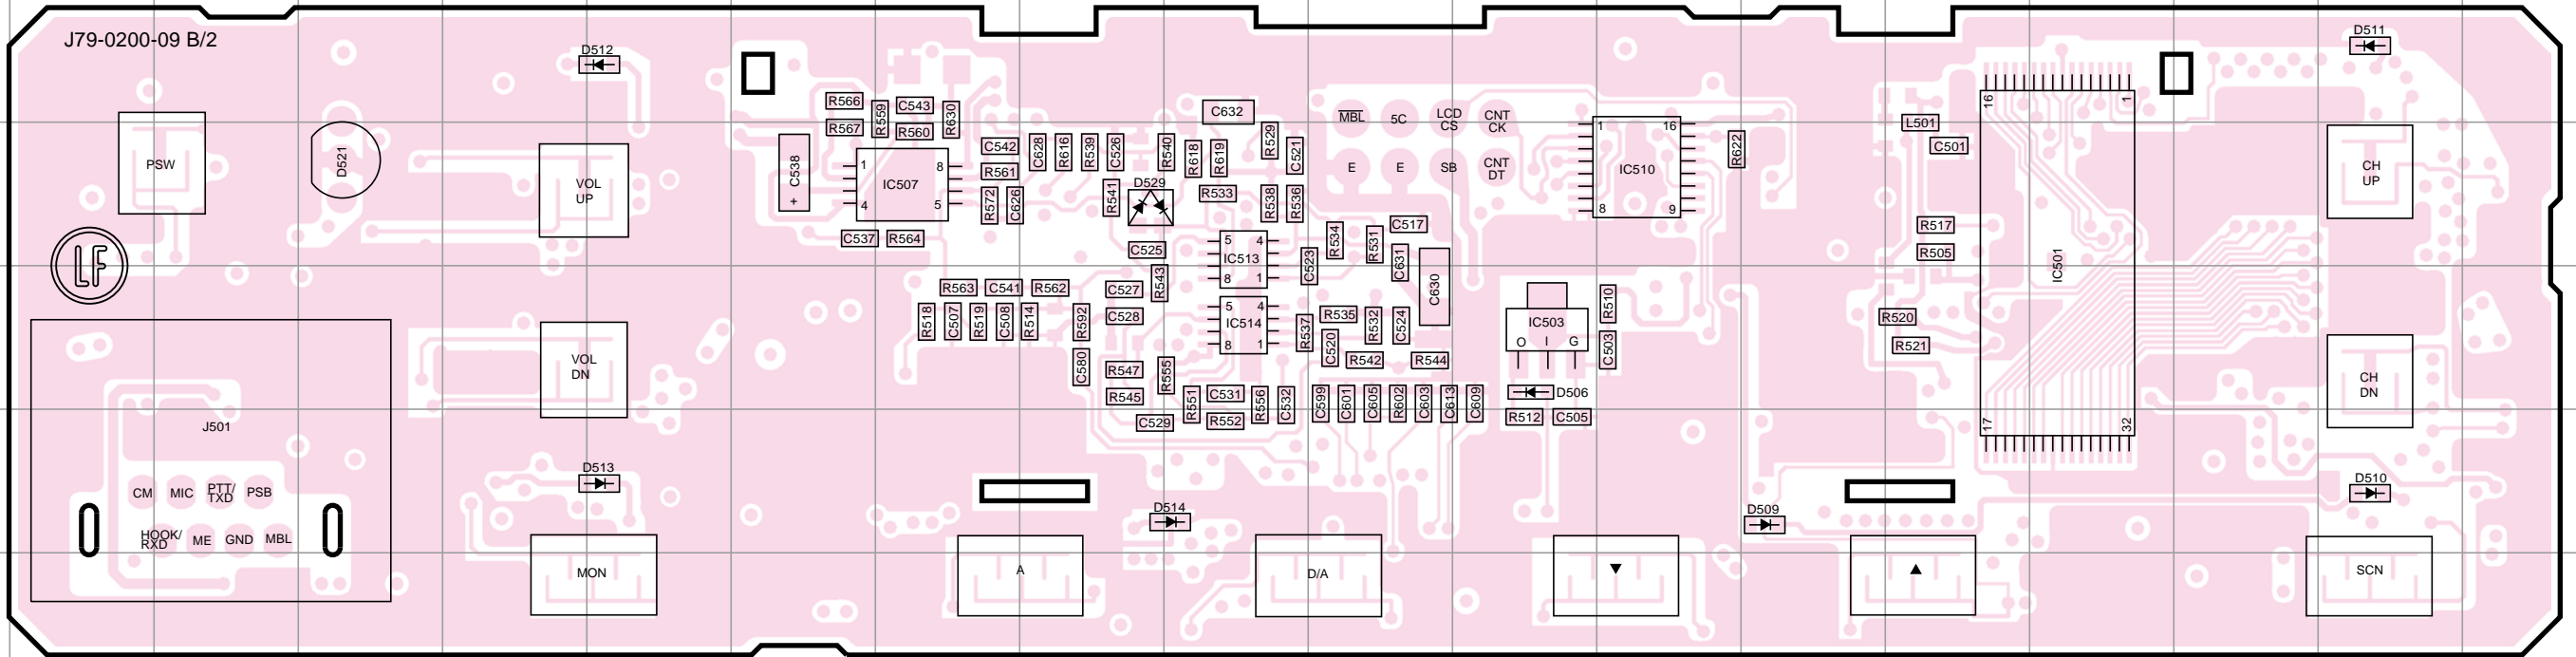 J79-0200-09 B/2
D512
D511
PSW
D521
VOL
UP
R566
R567
R559
C543
R560
R630
C538
+
1
8
IC507
4
5
C542
R561
R572
C626
C628
R616
R539
C526
R540
R618
R619
C632
R529
C521
R541
D529
R533
R538
R536
MBL
5C
LCD
CS
CNT
CK
E
E
SB
CNT
DT
1
16
IC510
8
9
R622
L501
C501
16
1
CH
UP
C537
R564
C525
5
4
IC513
8
1
R534
R531
C517
C523
C631
C630
R517
R505
IC501
LF
R563
C541
R562
R543
C527
C528
R518
C507
R519
C508
R514
R592
5
4
IC514
8
1
R537
R535
C520
R532
C524
R542
R544
IC503
O
I
G
R510
C503
R520
R521
VOL
DN
CH
DN
C580
R547
R545
R555
C529
R551
C531
R552
R556
C532
C599
C601
C605
R602
C603
C613
C609
D506
R512
C505
17
32
J501
CM
MIC
PTT/
TXD
PSB
HOOK/
RXD
ME
GND
MBL
D513
D514
D509
D510
MON
A
D/A
▼
▲
SCN